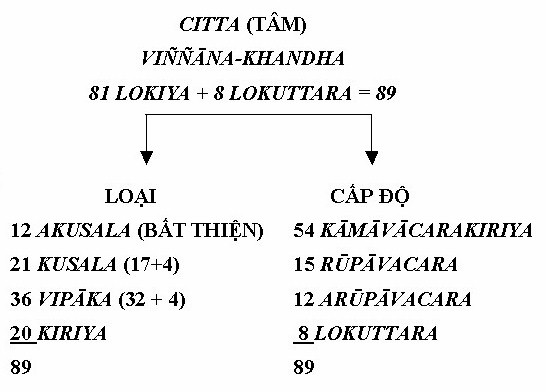 CITTA (TÂM)
VIÑÑĀNA-KHANDHA
81 LOKIYA + 8 LOKUTTARA = 89
LOẠI
12 AKUSALA (BẤT THIỆN)
21 KUSALA (17+4)
36 VIPĀKA (32 + 4)
20 KIRIYA
89
CẤP ĐỘ
54 KĀMĀVĀCARAKIRIYA
15 RŪPĀVACARA
12 ARŪPĀVACARA
8 LOKUTTARA
89